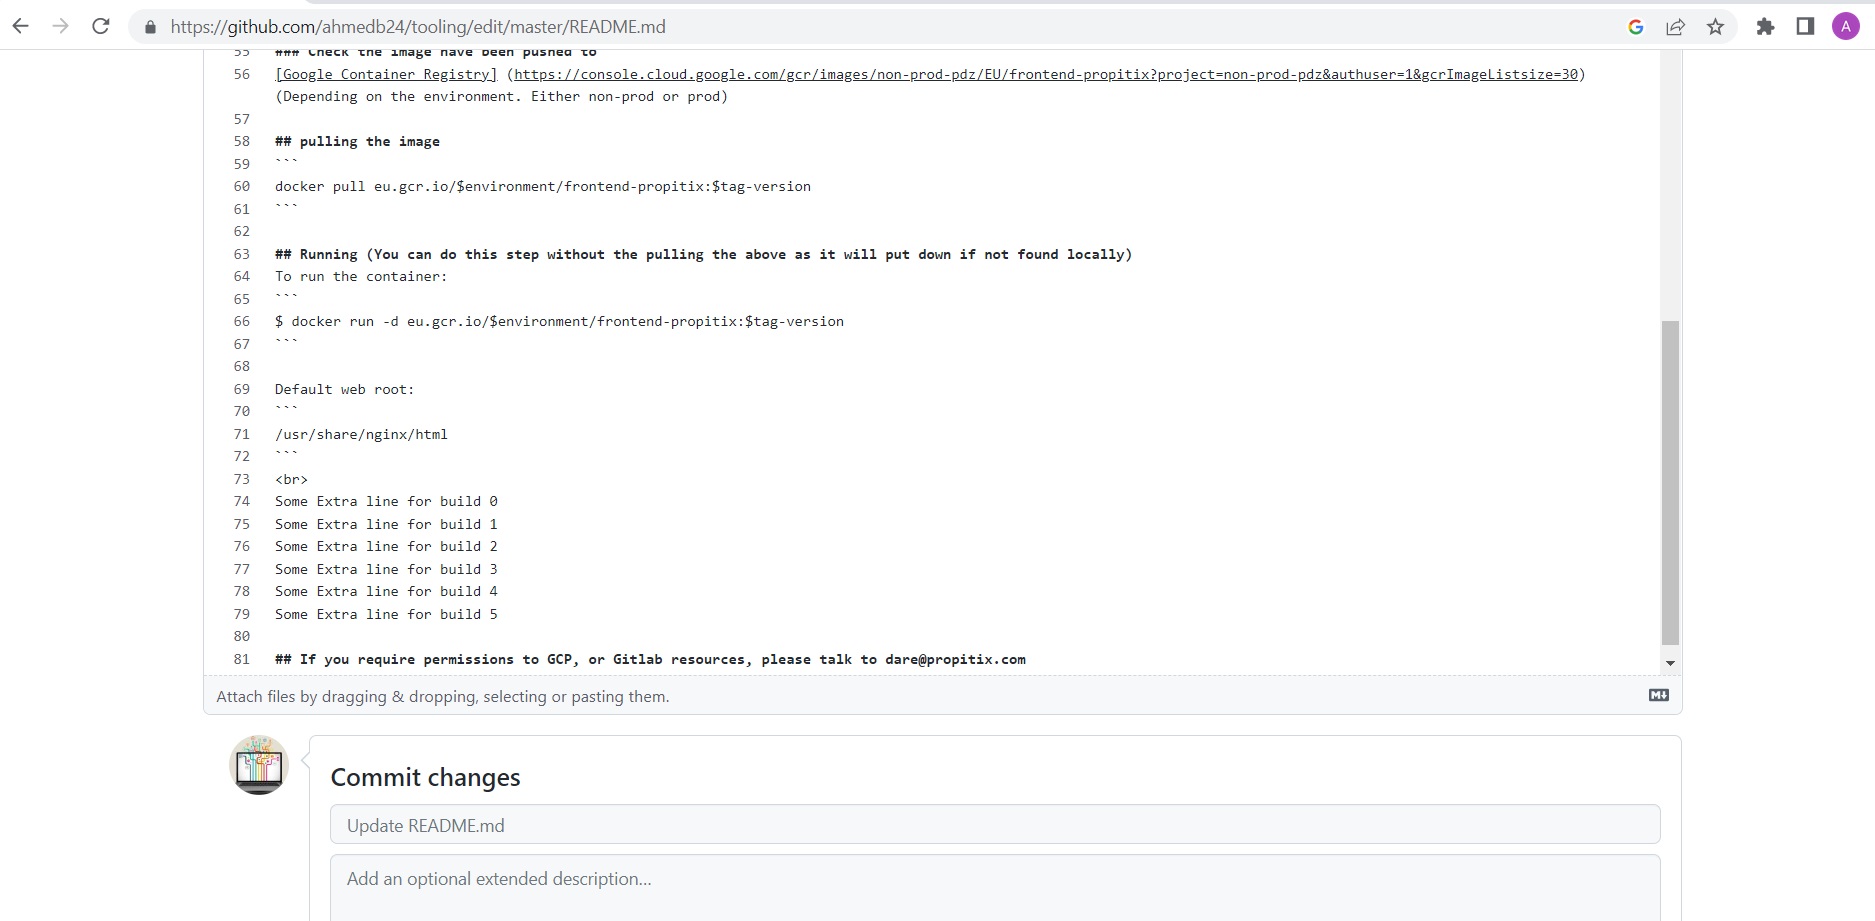 https://github.com/ahmedb24/tooling/edit/master/README.md
A
55 ### Check the image have been pushed to
56 [Google Container Registry] (https://console.cloud.google.com/gcr/images/non-prod-pdz/EU/frontend-propitix?project=non-prod-pdz&authuser=1&gcrImageListsize=30)
(Depending on the environment. Either non-prod or prod)
57
58 ## pulling the image
59 ```
60 docker pull eu.gcr.io/$environment/frontend-propitix:$tag-version
61 ```
62
63 ## Running (You can do this step without the pulling the above as it will put down if not found locally)
64 To run the container:
65 ```
66 $ docker run -d eu.gcr.io/$environment/frontend-propitix:$tag-version
67 ```
68
69 Default web root:
70 ```
71 /usr/share/nginx/html
72 ```
73 <br>
74 Some Extra line for build 0
75 Some Extra line for build 1
76 Some Extra line for build 2
77 Some Extra line for build 3
78 Some Extra line for build 4
79 Some Extra line for build 5
80
81 ## If you require permissions to GCP, or Gitlab resources, please talk to dare@propitix.com
Attach files by dragging & dropping, selecting or pasting them.
Commit changes
Update README.md
Add an optional extended description...